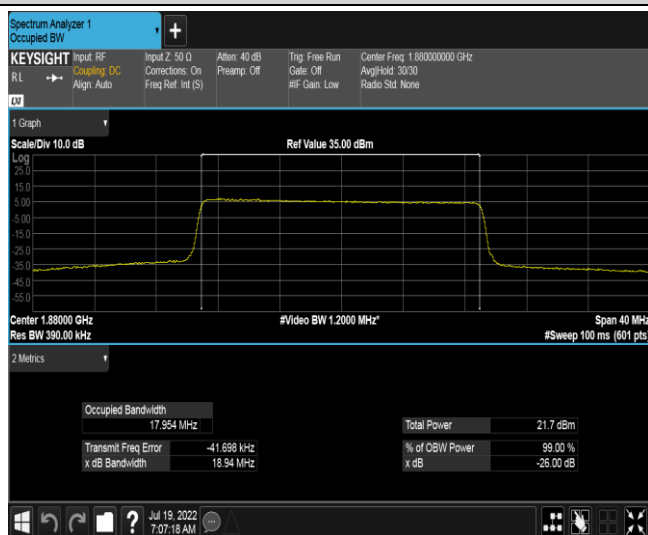 Spectrum Analyzer 1
Occupied BW
+
KEYSIGHT
R L
LXI
Input: RF
Coupling: DC
Align: Auto
Input Z: 50 Ω
Corrections: On
Freq Ref: Int (S)
Atten: 40 dB
Preamp: Off
Trig: Free Run
Gate: Off
#IF Gain: Low
Center Freq: 1.880000000 GHz
Avg|Hold: 30/30
Radio Std: None
1 Graph
Scale/Div 10.0 dB
Ref Value 35.00 dBm
Log
25.0
15.0
5.00
-5.00
-15.0
-25.0
-35.0
-45.0
-55.0
Center 1.88000 GHz
#Video BW 1.2000 MHz*
Span 40 MHz
Res BW 390.00 kHz
#Sweep 100 ms (601 pts)
2 Metrics
Occupied Bandwidth
17.954 MHz
Total Power 21.7 dBm
Transmit Freq Error -41.698 kHz
% of OBW Power 99.00 %
x dB Bandwidth 18.94 MHz
x dB -26.00 dB
?
Jul 19, 2022
7:07:18 AM